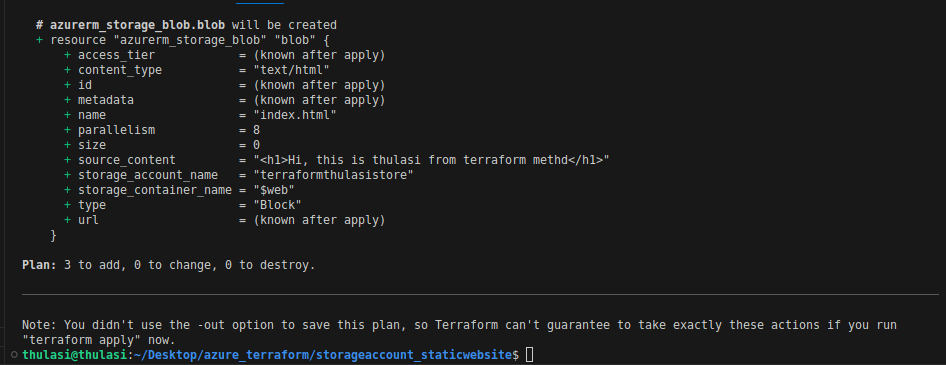 # azurerm_storage_blob.blob will be created
+ resource "azurerm_storage_blob" "blob" {
+ access_tier = (known after apply)
+ content_type = "text/html"
+ id = (known after apply)
+ metadata = (known after apply)
+ name = "index.html"
+ parallelism = 8
+ size = 0
+ source_content = "<h1>Hi, this is thulasi from terraform methd</h1>"
+ storage_account_name = "terraformthulasistore"
+ storage_container_name = "$web"
+ type = "Block"
+ url = (known after apply)
}
Plan: 3 to add, 0 to change, 0 to destroy.
Note: You didn't use the -out option to save this plan, so Terraform can't guarantee to take exactly these actions if you run
"terraform apply" now.
thulasi@thulasi:~/Desktop/azure_terraform/storageaccount_staticwebsite$